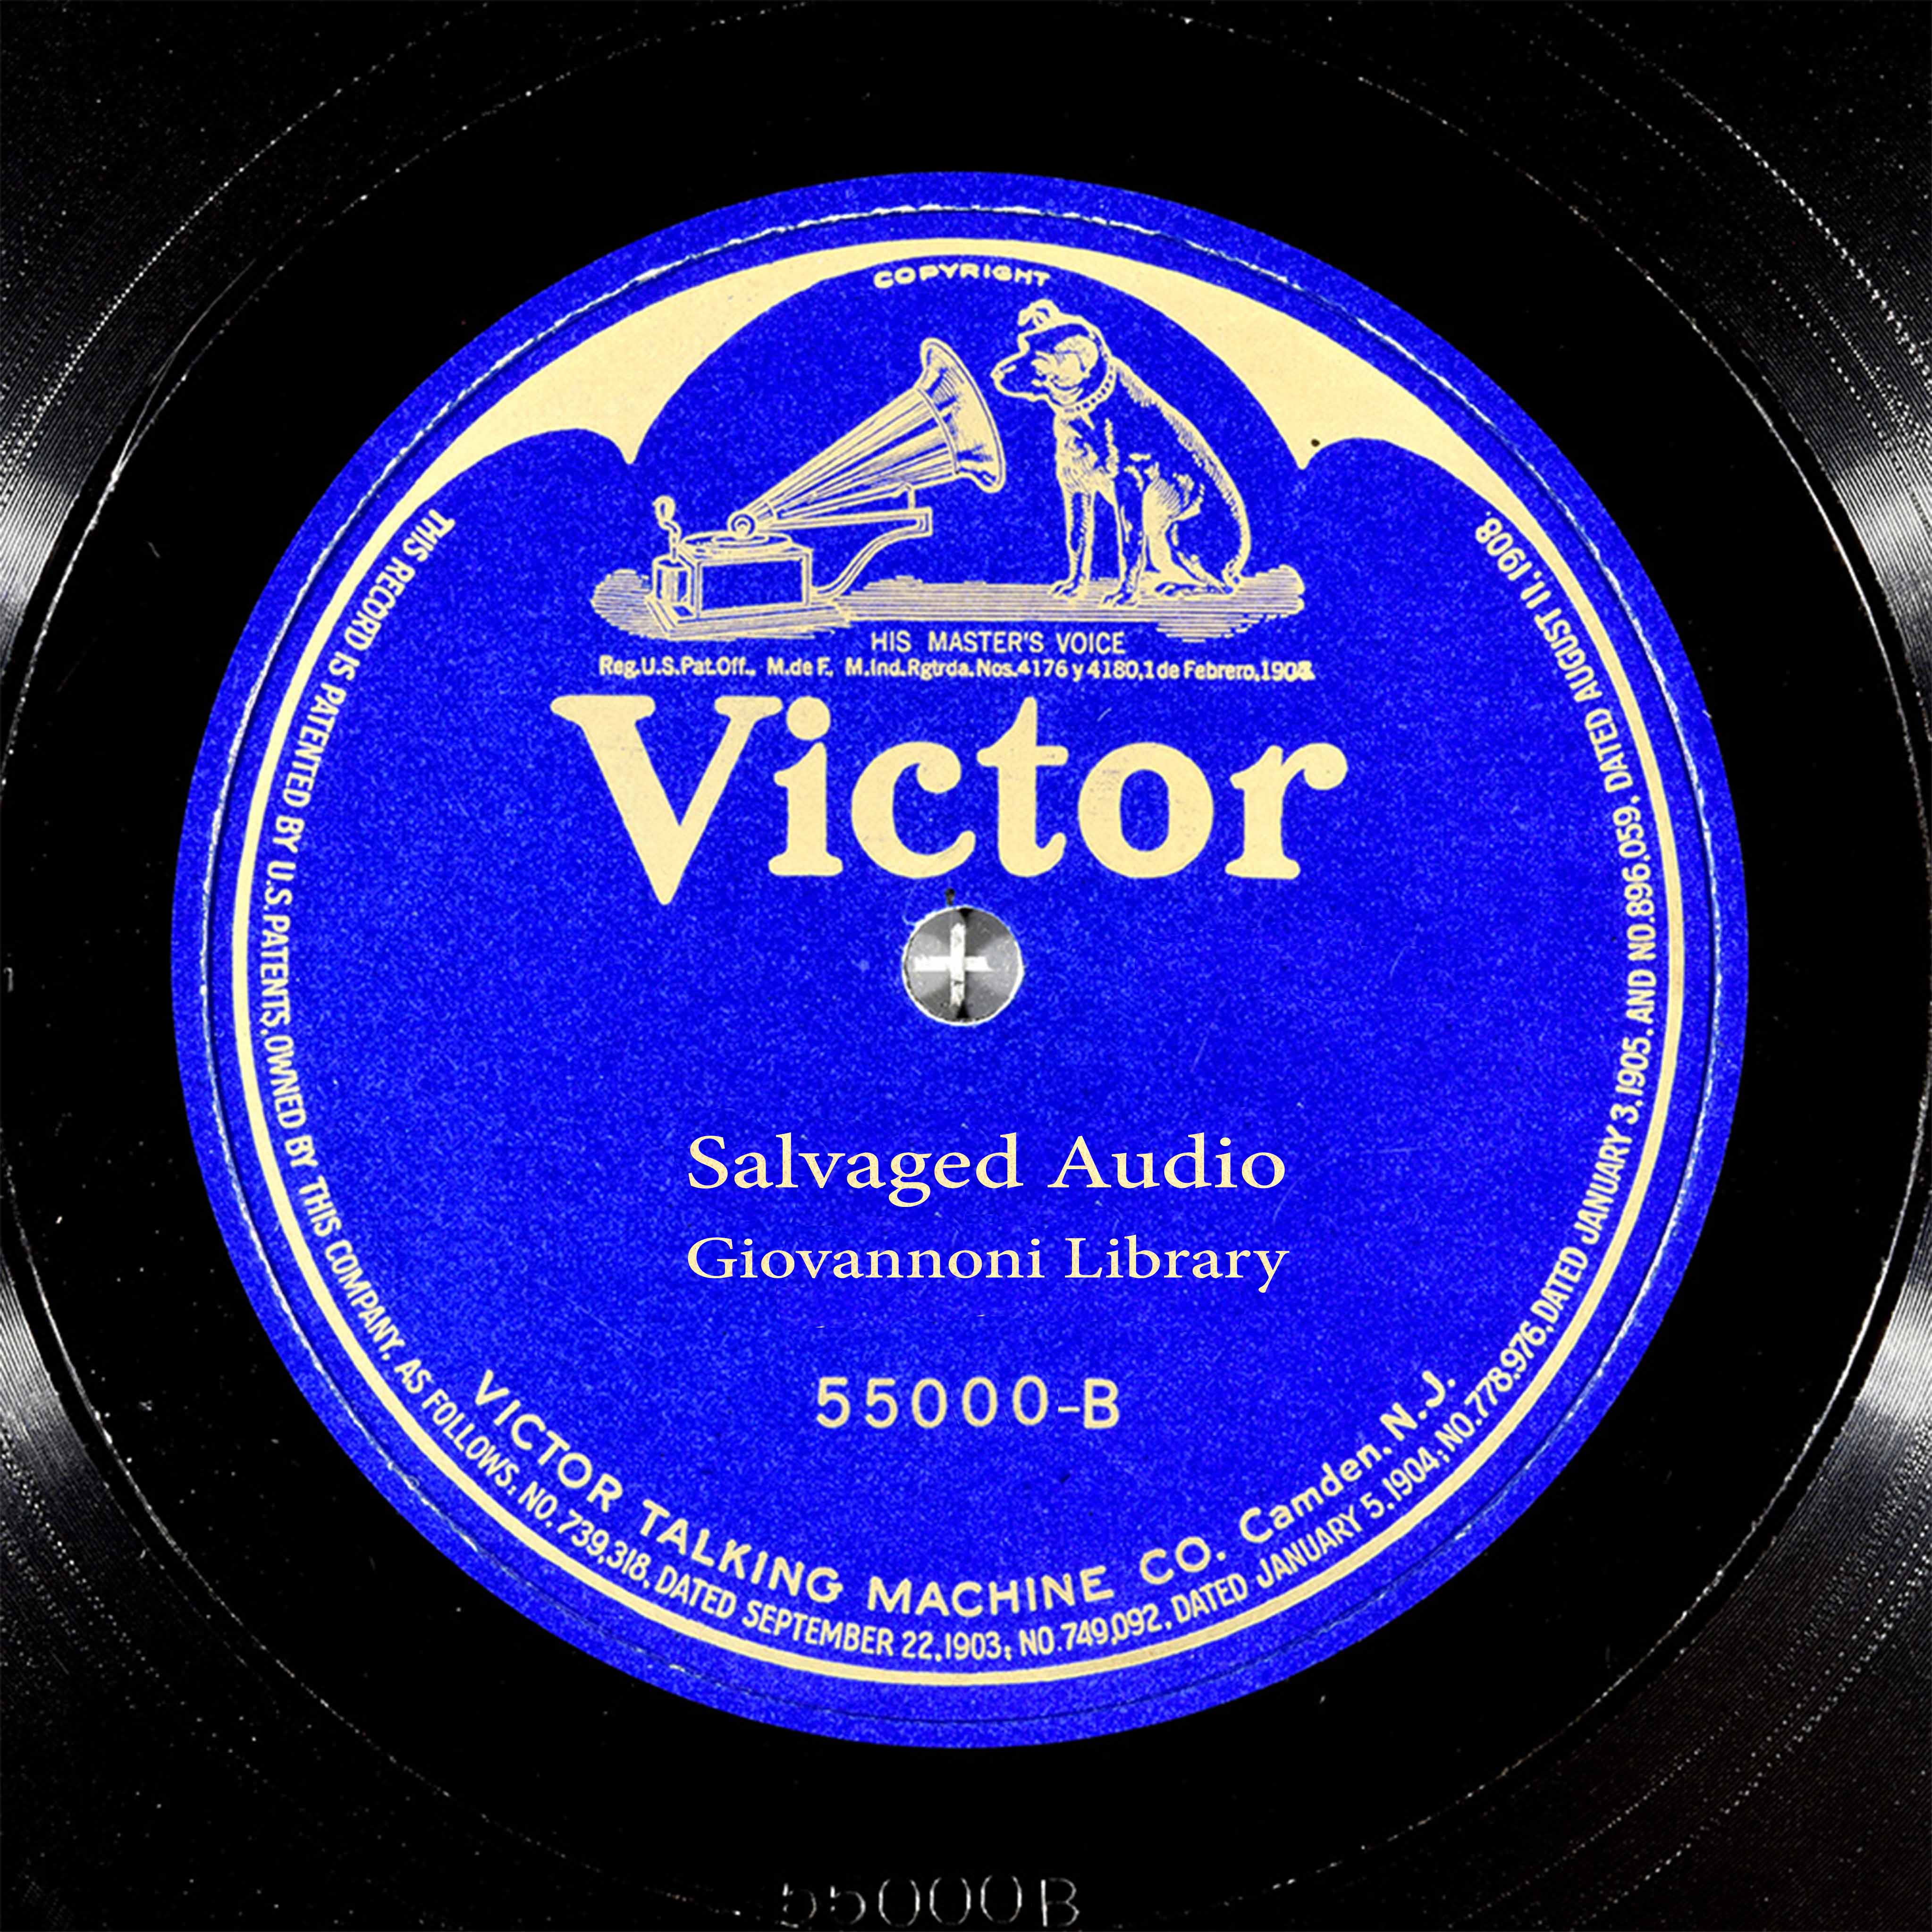 COPYRIGHT
HIS MASTER'S VOICE
Reg.U.S.Pat.Off., M.de F., M.Ind.Rgtrda.Nos.4176 y 4180,1 de Febrero,
Victor
Salvaged Audio
Giovannoni Library
55000-B
VICTOR TALKING MACHINE CO. Camden. N.J.
THIS RECORD IS PATENTED BY U.S. PATENTS, OWNED BY THIS COMPANY, AS FOLLOWS; NO. 739,318, DATED SEPTEMBER 22, 1903; NO. 749,092, DATED JANUARY 5, 1904; NO. 778,976, DATED JANUARY 3, 1905. AND NO. 896,059, DATED AUGUST 11, 1908.
55000B